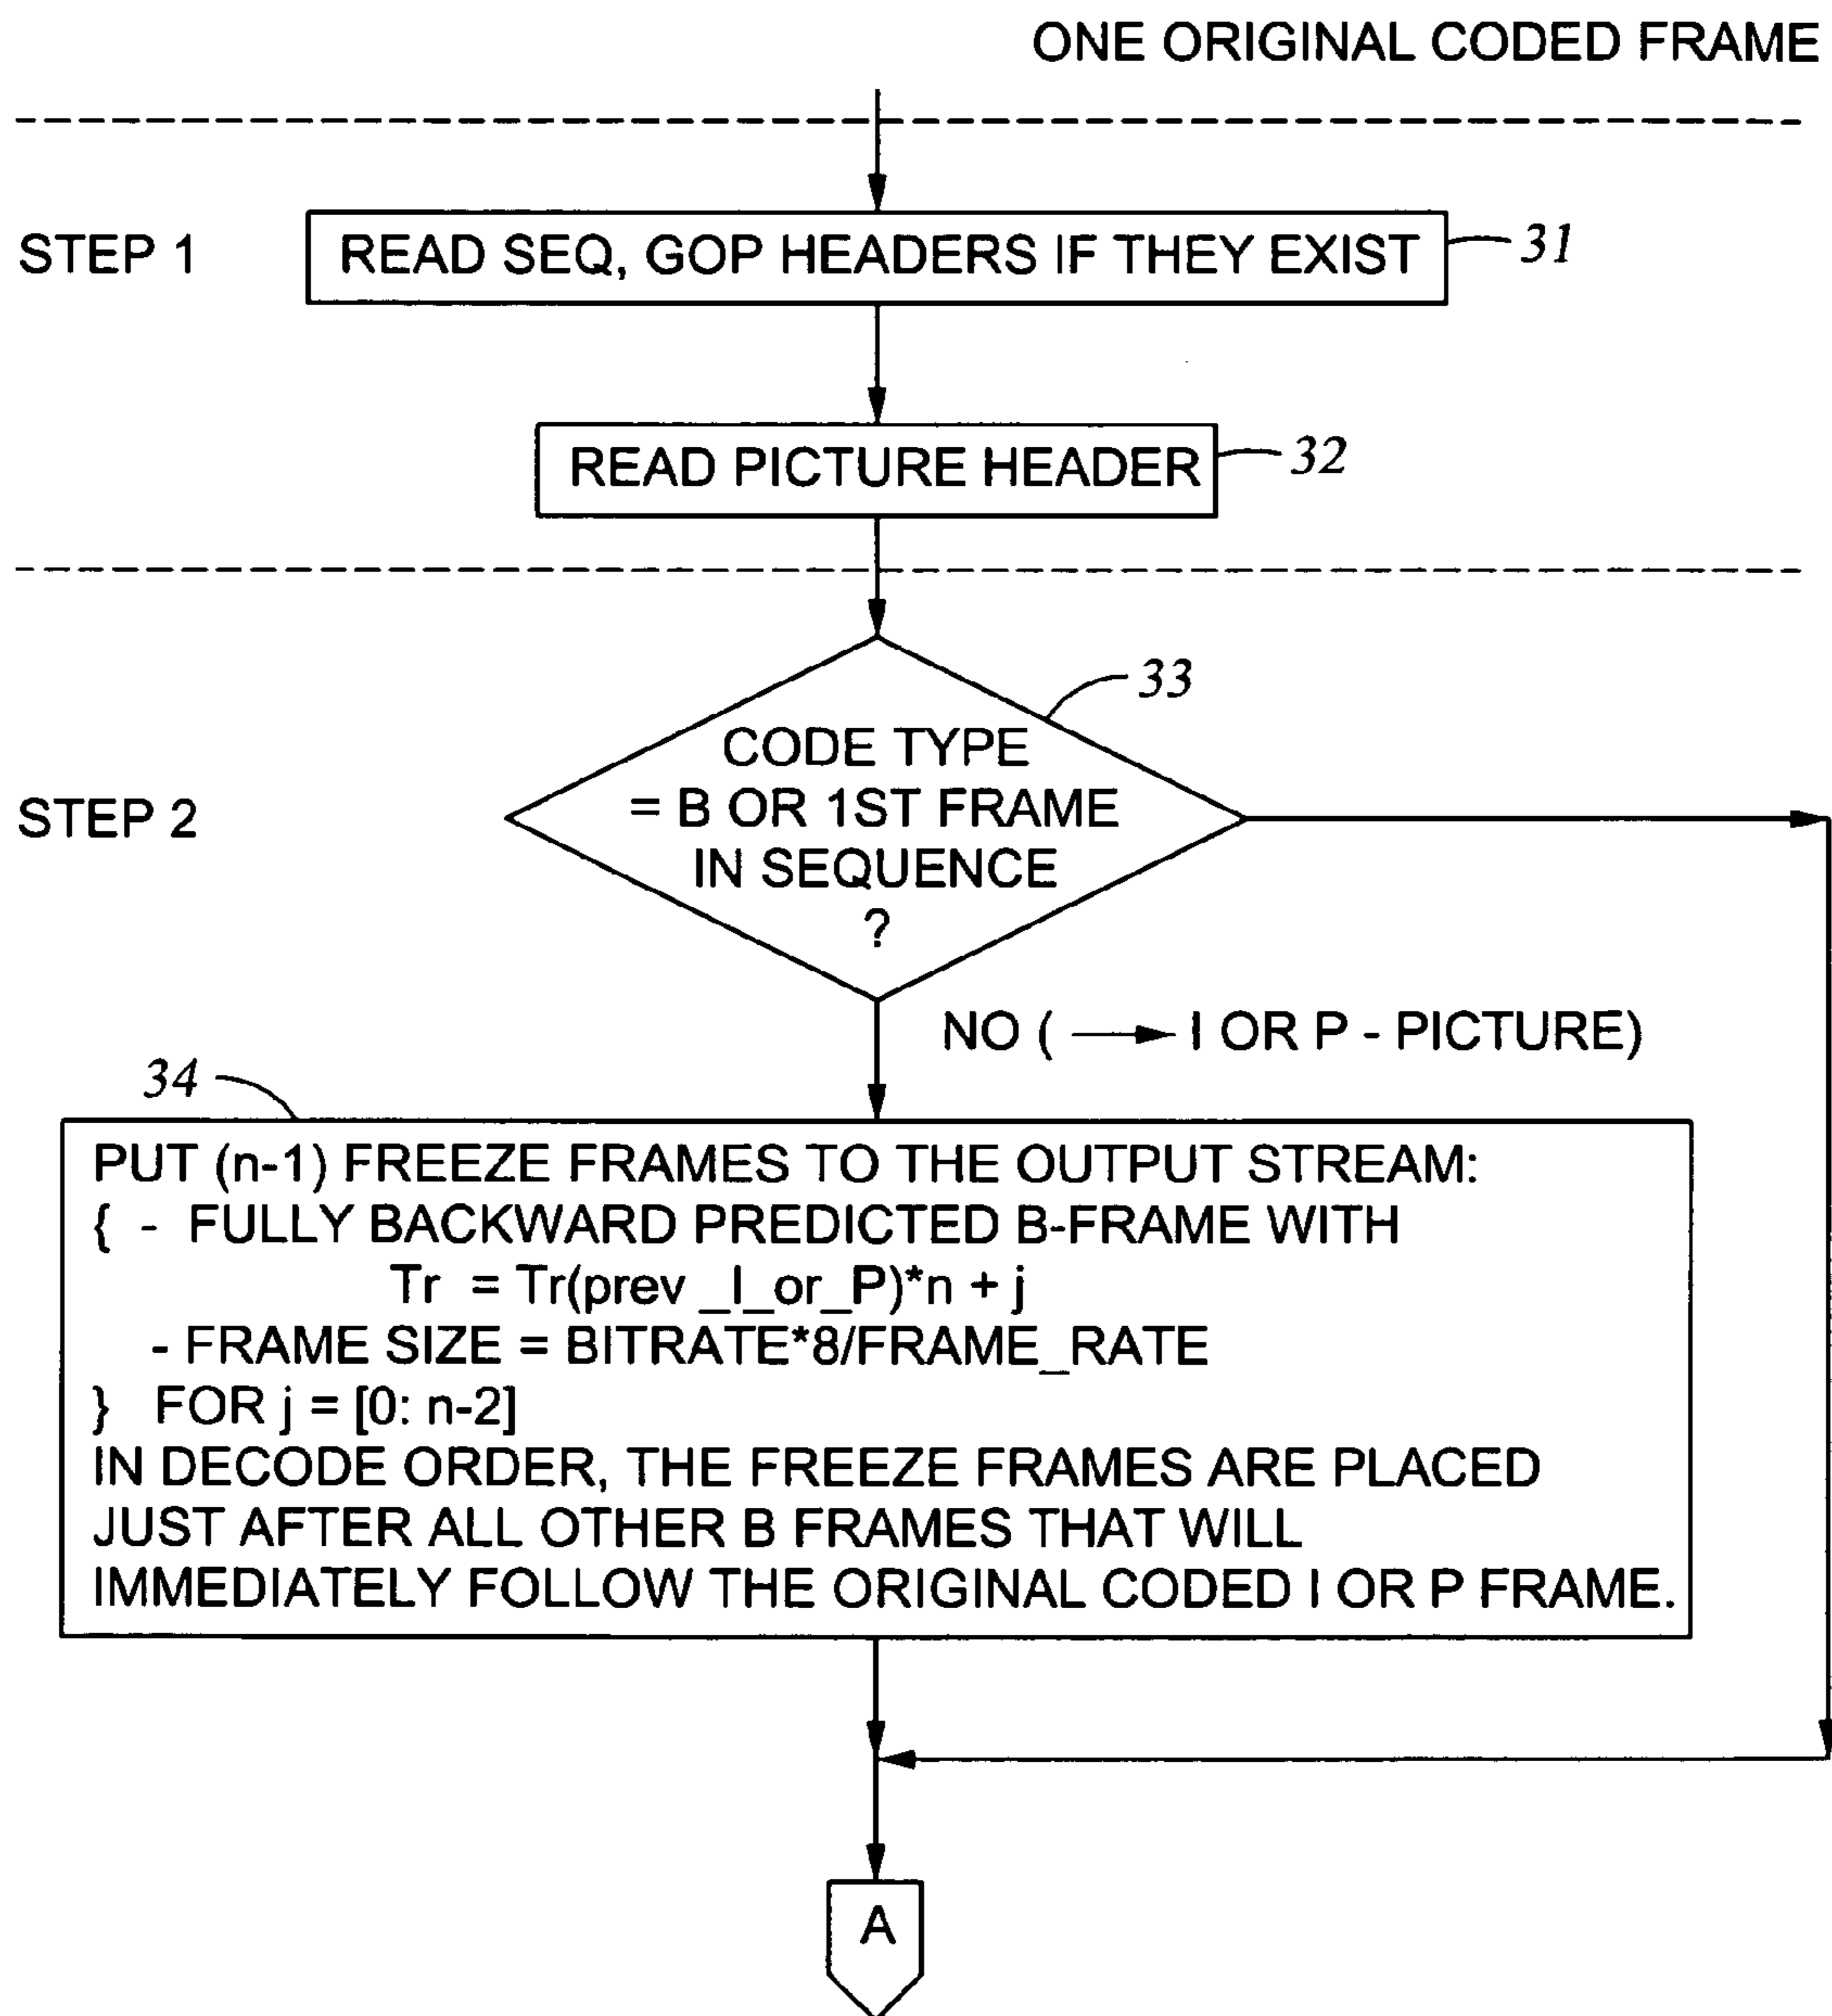 ONE ORIGINAL CODED FRAME
STEP 1
READ SEQ, GOP HEADERS IF THEY EXIST
31
READ PICTURE HEADER
32
33
CODE TYPE
= B OR 1ST FRAME
IN SEQUENCE
?
STEP 2
NO ( → I OR P - PICTURE)
34
PUT (n-1) FREEZE FRAMES TO THE OUTPUT STREAM:
{ - FULLY BACKWARD PREDICTED B-FRAME WITH
Tr = Tr(prev _I_or_P)*n + j
- FRAME SIZE = BITRATE*8/FRAME_RATE
} FOR j = [0: n-2]
IN DECODE ORDER, THE FREEZE FRAMES ARE PLACED
JUST AFTER ALL OTHER B FRAMES THAT WILL
IMMEDIATELY FOLLOW THE ORIGINAL CODED I OR P FRAME.
A